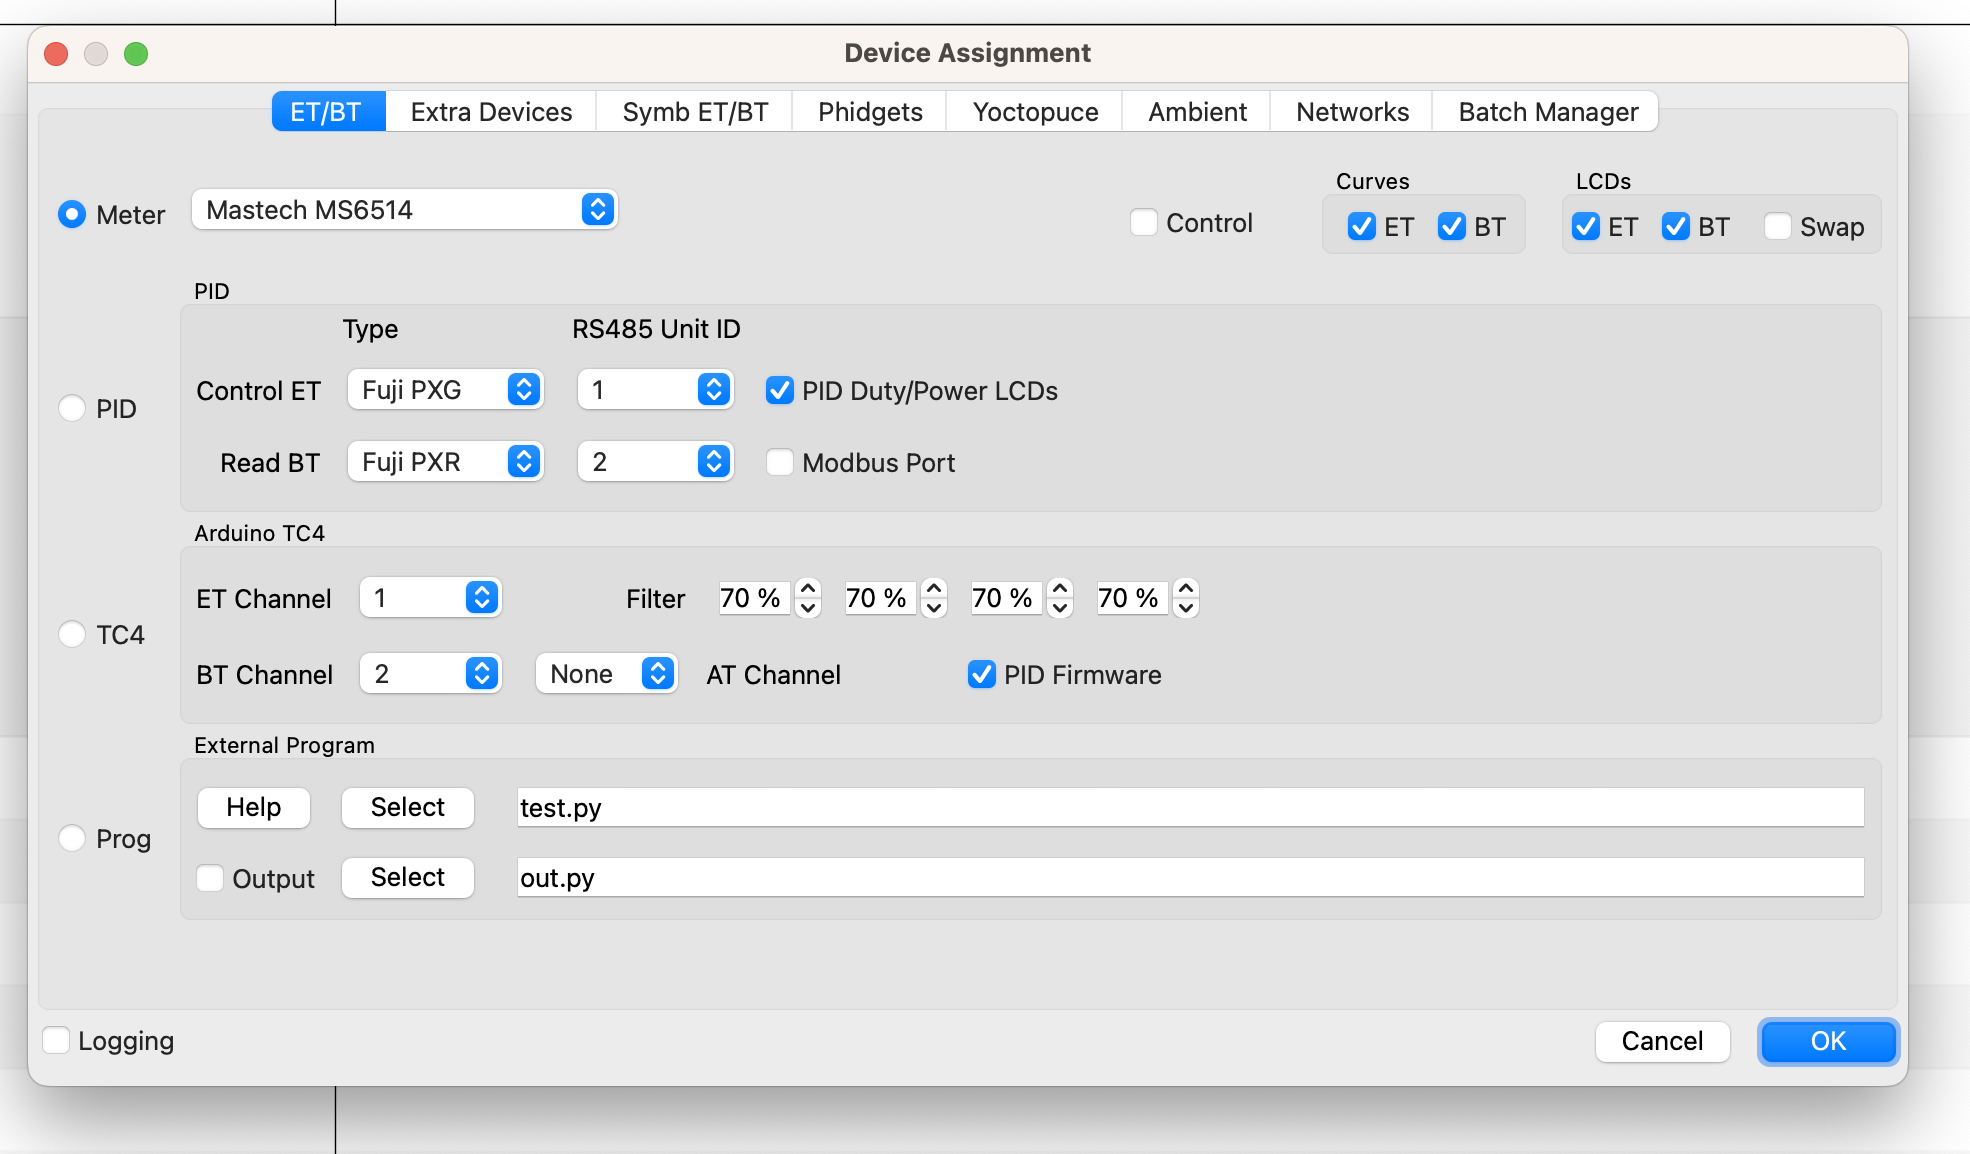 Device Assignment
ET/BT Extra Devices Symb ET/BT Phidgets Yoctopuce Ambient Networks Batch Manager
Curves LCDs
Meter Mastech MS6514 Control ET BT ET BT Swap
PID
Type RS485 Unit ID
Control ET Fuji PXG 1 PID Duty/Power LCDs
PID
Read BT Fuji PXR 2 Modbus Port
Arduino TC4
ET Channel 1 Filter 70 % 70 % 70 % 70 %
TC4
BT Channel 2 None AT Channel PID Firmware
External Program
Help Select test.py
Prog
Output Select out.py
Logging Cancel OK